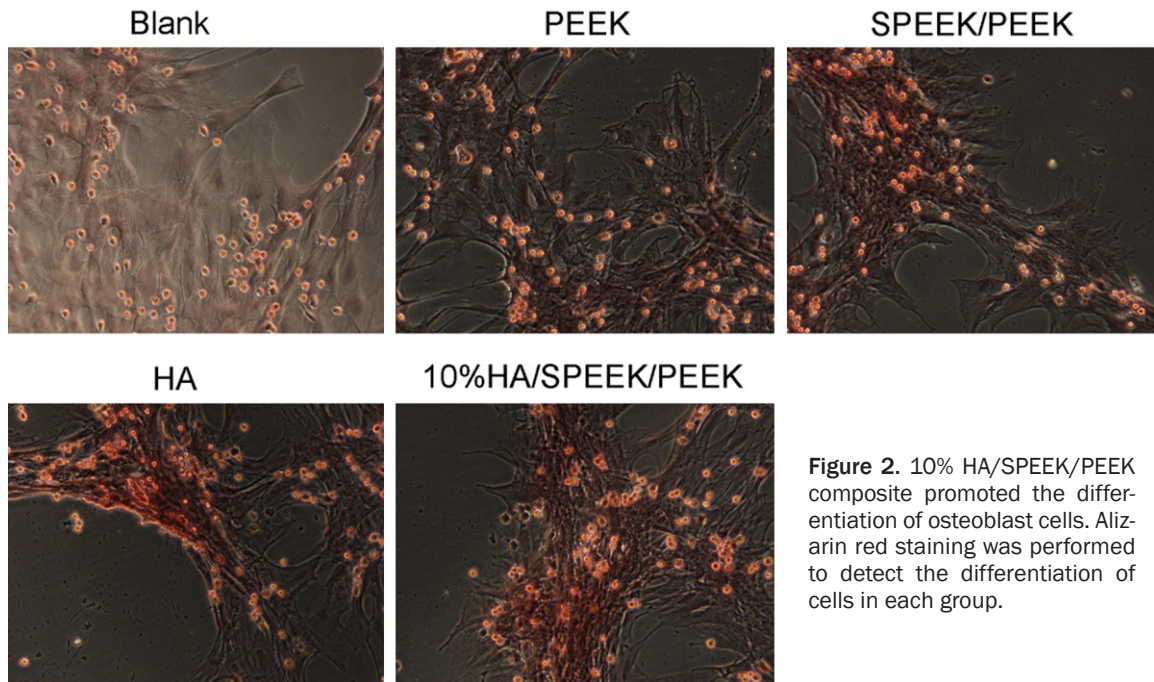 Blank
PEEK
SPEEK/PEEK
HA
10%HA/SPEEK/PEEK
Figure 2. 10% HA/SPEEK/PEEK
composite promoted the differ-
entiation of osteoblast cells. Aliz-
arin red staining was performed
to detect the differentiation of
cells in each group.